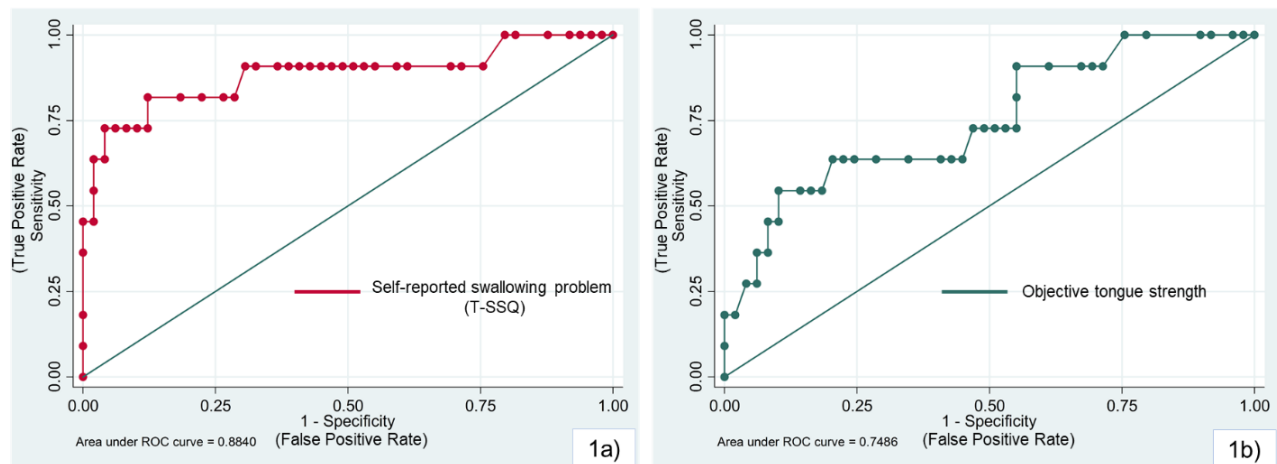 1.00
0.75
0.50
0.25
0.00
(True Positive Rate)
Sensitivity
Self-reported swallowing problem
(T-SSQ)
0.00 0.25 0.50 0.75 1.00
1 - Specificity
(False Positive Rate)
Area under ROC curve = 0.8840
1a)
1.00
0.75
0.50
0.25
0.00
(True Positive Rate)
Sensitivity
Objective tongue strength
0.00 0.25 0.50 0.75 1.00
1 - Specificity
(False Positive Rate)
Area under ROC curve = 0.7486
1b)